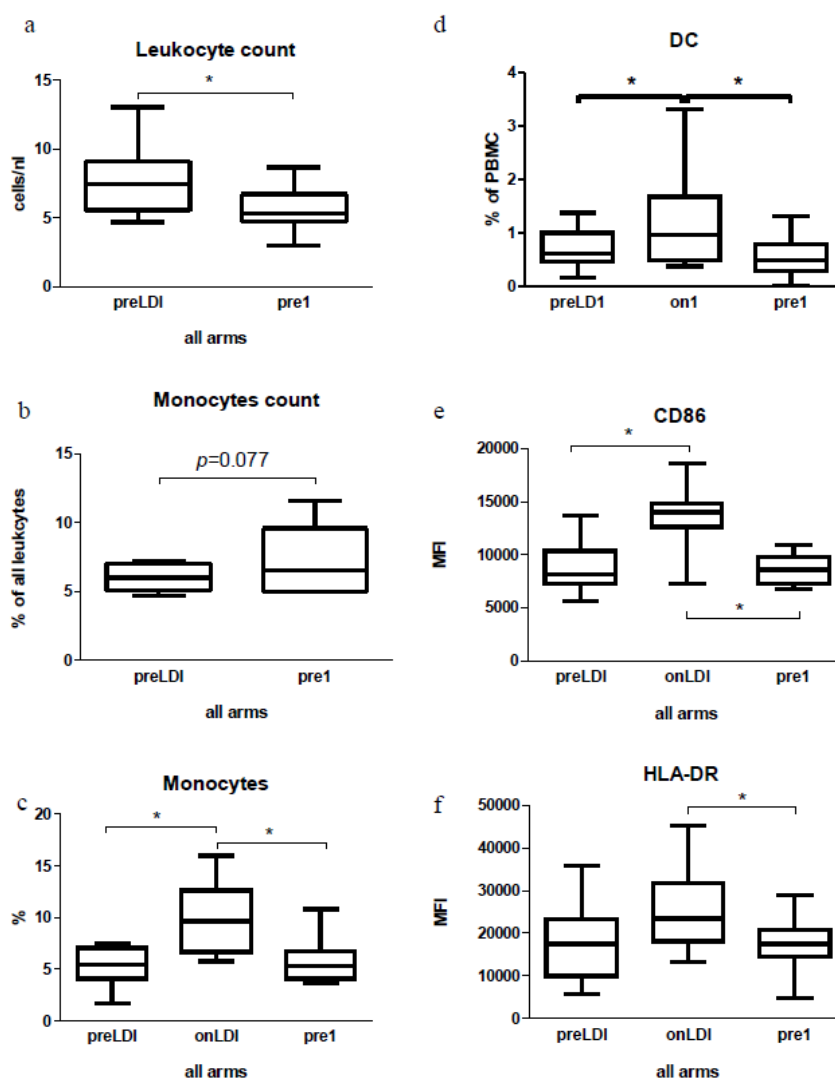 a
Leukocyte count
*
15
10
5
0
cells/nl
preLDI pre1
all arms
b
Monocytes count
p=0.077
15
10
5
0
% of all leukcytes
preLDI pre1
all arms
c
Monocytes
* *
20
15
10
5
0
%
preLDI onLDI pre1
all arms
d
DC
* *
4
3
2
1
0
% of PBMC
preLD1 on1 pre1
all arms
e
CD86
*
20000
15000
10000
5000
0
MFI
*
preLDI onLDI pre1
all arms
f
HLA-DR
*
50000
40000
30000
20000
10000
0
MFI
preLDI onLDI pre1
all arms